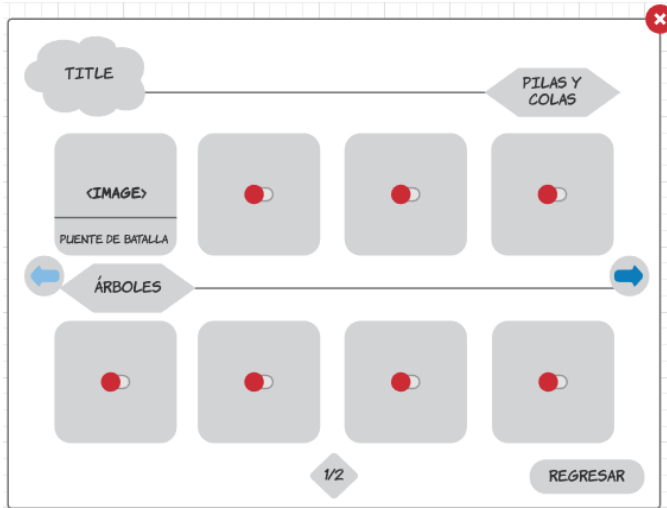 TITLE
PILAS Y
COLAS
<IMAGE>
PUENTE DE BATALLA
ÁRBOLES
1/2
REGRESAR